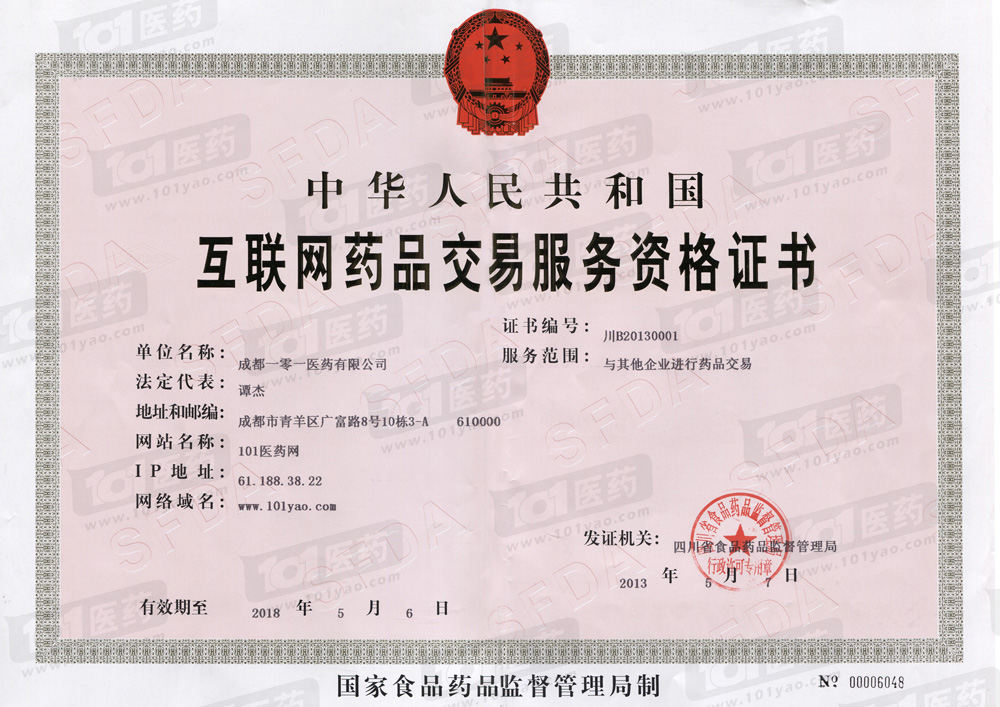 中华人民共和国
互联网药品交易服务资格证书
证书编号：川B20130001
服务范围：与其他企业进行药品交易
单位名称：成都一零一医药有限公司
法定代表：谭杰
地址和邮编：成都市青羊区广富路8号10栋3-A 610000
网站名称：101医药网
IP地址：61.188.38.22
网络域名：www.101yao.com
发证机关：四川省食品药品监督管理局
四川省食品药品监督管理局
行政许可专用章
2013 年 5 月 7 日
有效期至 2018 年 5 月 6 日
国家食品药品监督管理局制
№ 00006048
101医药
www.101yao.com
SFDA